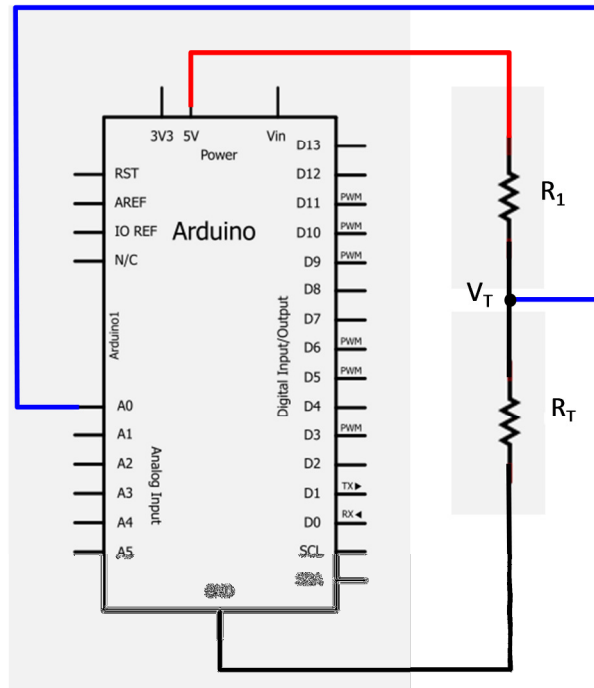 3V3 5V Vin
Power
D13
RST D12
AREF D11 PWM
IO REF Arduino D10 PWM
N/C D9 PWM
D8
Arduino1
D7
Digital Input/Output
D6 PWM
D5 PWM
A0 D4
A1 D3 PWM
A2 D2
Analog Input
A3 D1 TX▶
A4 D0 RX◀
A5 SCL
SDA
GND
R1
VT
RT